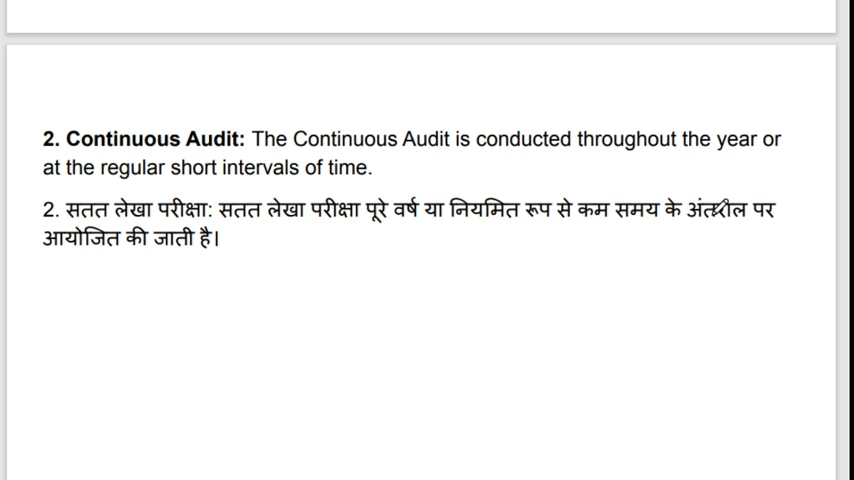 2. Continuous Audit: The Continuous Audit is conducted throughout the year or
at the regular short intervals of time.
2. सतत लेखा परीक्षा: सतत लेखा परीक्षा पूरे वर्ष या नियमित रूप से कम समय के अंतराल पर
आयोजित की जाती है।